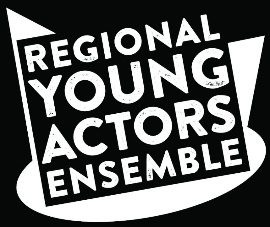 REGIONAL
YOUNG
ACTORS
ENSEMBLE